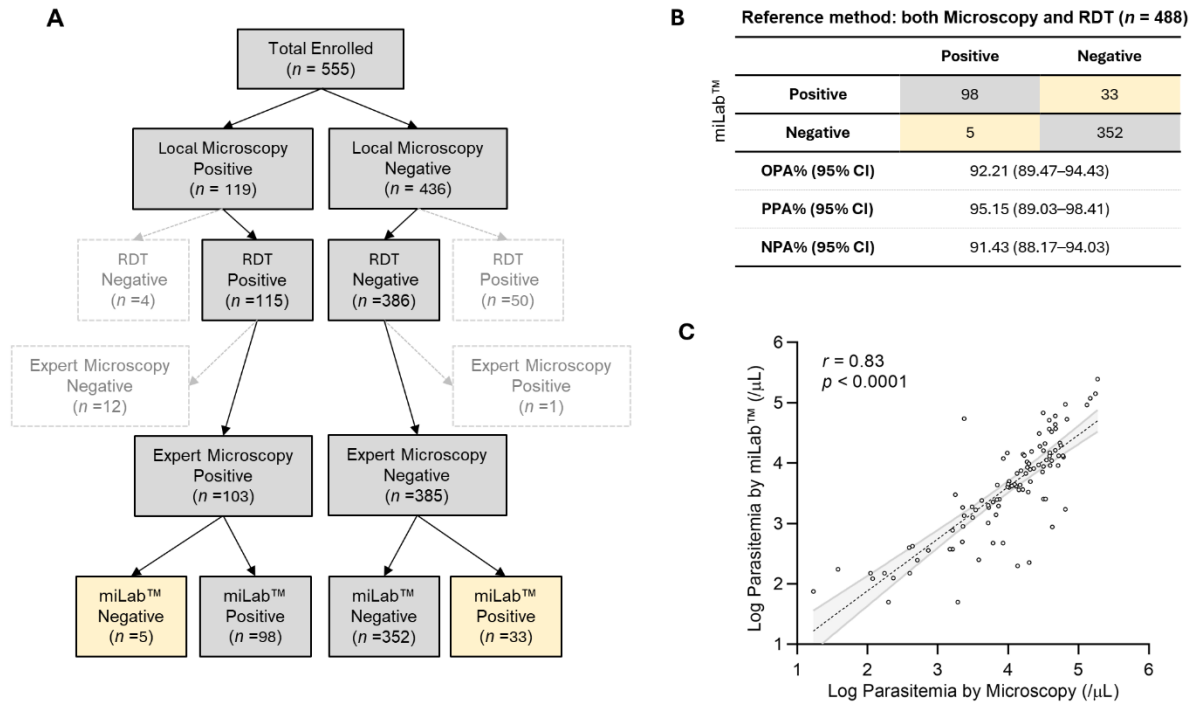 A
Total Enrolled
(n = 555)
Local Microscopy
Positive
(n = 119)
Local Microscopy
Negative
(n = 436)
RDT
Negative
(n =4)
RDT
Positive
(n =115)
RDT
Negative
(n =386)
RDT
Positive
(n =50)
Expert Microscopy
Negative
(n =12)
Expert Microscopy
Positive
(n =1)
Expert Microscopy
Positive
(n =103)
Expert Microscopy
Negative
(n =385)
miLab™
Negative
(n =5)
miLab™
Positive
(n =98)
miLab™
Negative
(n =352)
miLab™
Positive
(n =33)
B
Reference method: both Microscopy and RDT (n = 488)
Positive Negative
miLab™
Positive 98 33
Negative 5 352
OPA% (95% CI) 92.21 (89.47–94.43)
PPA% (95% CI) 95.15 (89.03–98.41)
NPA% (95% CI) 91.43 (88.17–94.03)
C
r = 0.83
p < 0.0001
Log Parasitemia by miLab™ (/µL)
6
5
4
3
2
1
1 2 3 4 5 6
Log Parasitemia by Microscopy (/µL)